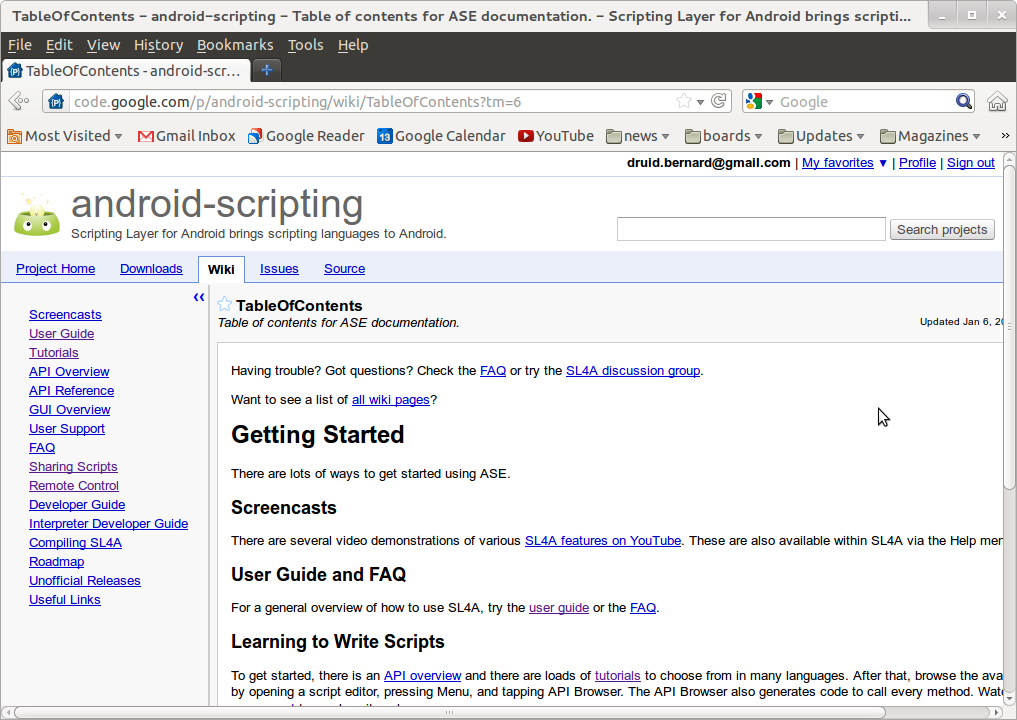 TableOfContents - android-scripting - Table of contents for ASE documentation. - Scripting Layer for Android brings scripti...
File Edit View History Bookmarks Tools Help
TableOfContents - android-scr...
code.google.com/p/android-scripting/wiki/TableOfContents?tm=6 Google
Most Visited Gmail Inbox Google Reader 13 Google Calendar YouTube news boards Updates Magazines »
druid.bernard@gmail.com | My favorites ▼ | Profile | Sign out
android-scripting
Scripting Layer for Android brings scripting languages to Android.
Search projects
Project Home Downloads Wiki Issues Source
‹‹
Screencasts
User Guide
Tutorials
API Overview
API Reference
GUI Overview
User Support
FAQ
Sharing Scripts
Remote Control
Developer Guide
Interpreter Developer Guide
Compiling SL4A
Roadmap
Unofficial Releases
Useful Links
TableOfContents
Table of contents for ASE documentation.
Updated Jan 6, 20
Having trouble? Got questions? Check the FAQ or try the SL4A discussion group.
Want to see a list of all wiki pages?
Getting Started
There are lots of ways to get started using ASE.
Screencasts
There are several video demonstrations of various SL4A features on YouTube. These are also available within SL4A via the Help
User Guide and FAQ
For a general overview of how to use SL4A, try the user guide or the FAQ.
Learning to Write Scripts
To get started, there is an API overview and there are loads of tutorials to choose from in many languages. After that, browse the
by opening a script editor, pressing Menu, and tapping API Browser. The API Browser also generates code to call every method.